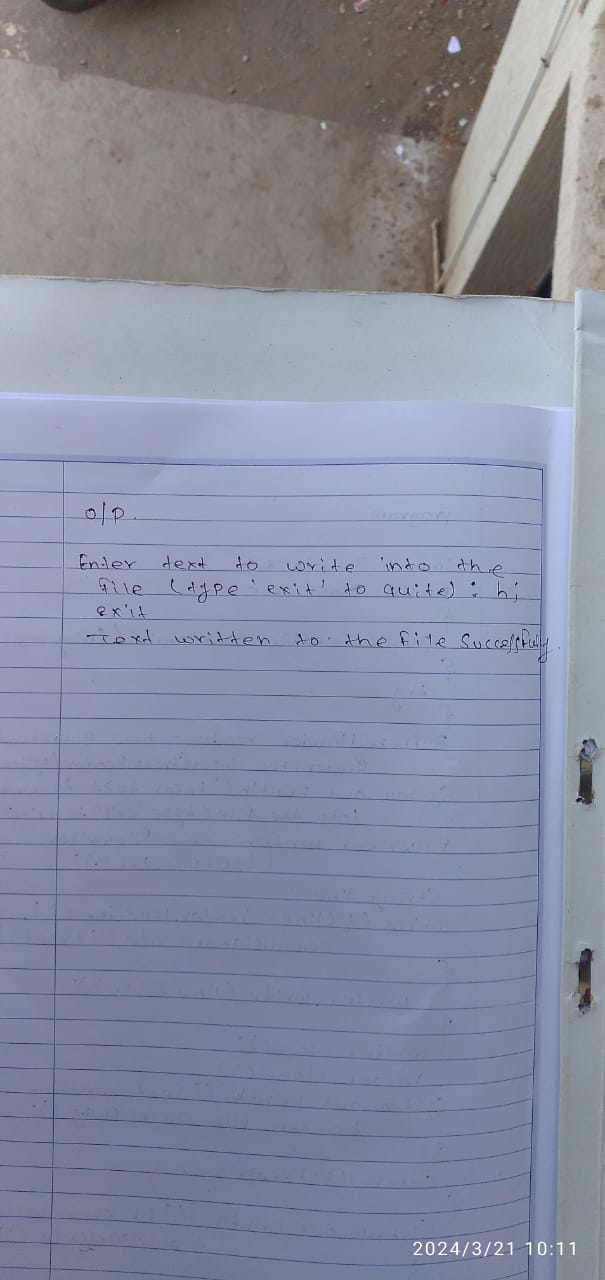 o/p.
Enter text to write into the
file (type 'exit' to quite) : hi
exit
Text written to the file Successfully
2024/3/21 10:11